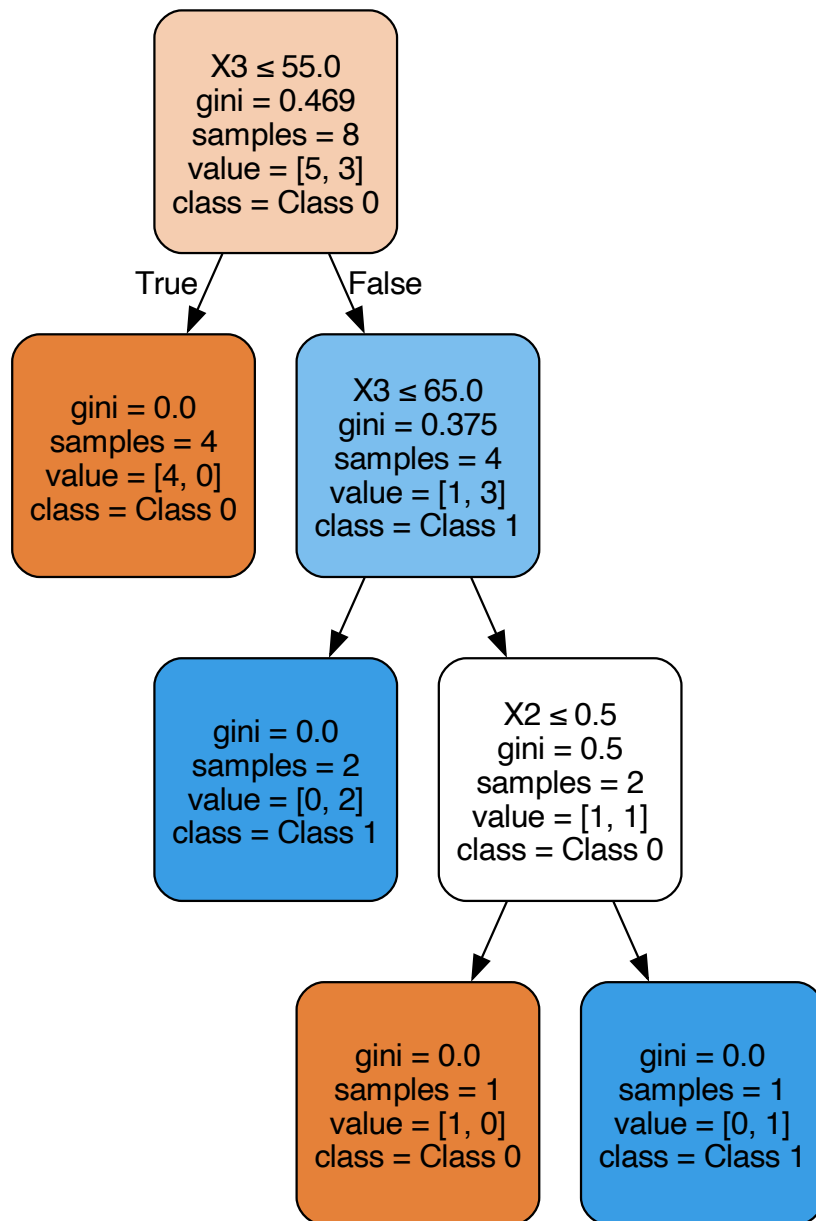 X3 ≤ 55.0
gini = 0.469
samples = 8
value = [5, 3]
class = Class 0
True
False
gini = 0.0
samples = 4
value = [4, 0]
class = Class 0
X3 ≤ 65.0
gini = 0.375
samples = 4
value = [1, 3]
class = Class 1
gini = 0.0
samples = 2
value = [0, 2]
class = Class 1
X2 ≤ 0.5
gini = 0.5
samples = 2
value = [1, 1]
class = Class 0
gini = 0.0
samples = 1
value = [1, 0]
class = Class 0
gini = 0.0
samples = 1
value = [0, 1]
class = Class 1